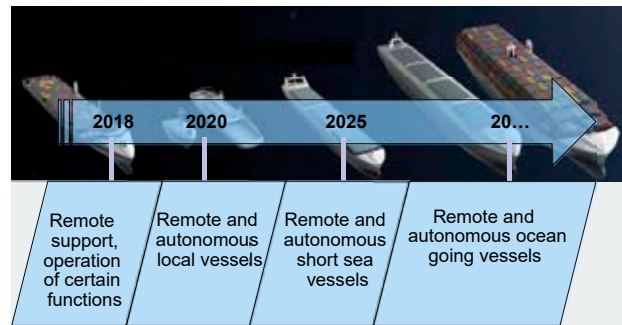 2018
2020
2025
20…
Remote
support,
operation
of certain
functions
Remote and
autonomous
local vessels
Remote and
autonomous
short sea
vessels
Remote and
autonomous ocean
going vessels